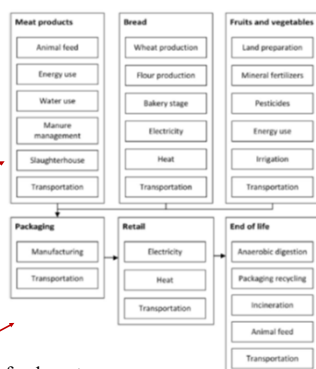 Meat products
Animal feed
Energy use
Water use
Manure
management
Slaughterhouse
Transportation
Bread
Wheat production
Flour production
Bakery stage
Electricity
Heat
Transportation
Fruits and vegetables
Land preparation
Mineral fertilizers
Pesticides
Energy use
Irrigation
Transportation
Packaging
Manufacturing
Transportation
Retail
Electricity
Heat
Transportation
End of life
Anaerobic digestion
Packaging recycling
Incineration
Animal feed
Transportation